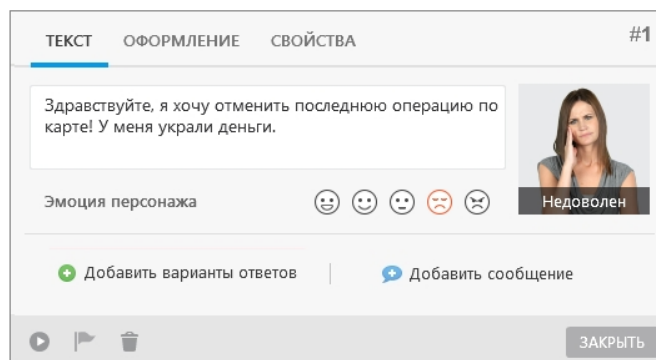 ТЕКСТ ОФОРМЛЕНИЕ СВОЙСТВА #1
Здравствуйте, я хочу отменить последнюю операцию по
карте! У меня украли деньги.
Эмоция персонажа
Недоволен
Добавить варианты ответов Добавить сообщение
ЗАКРЫТЬ